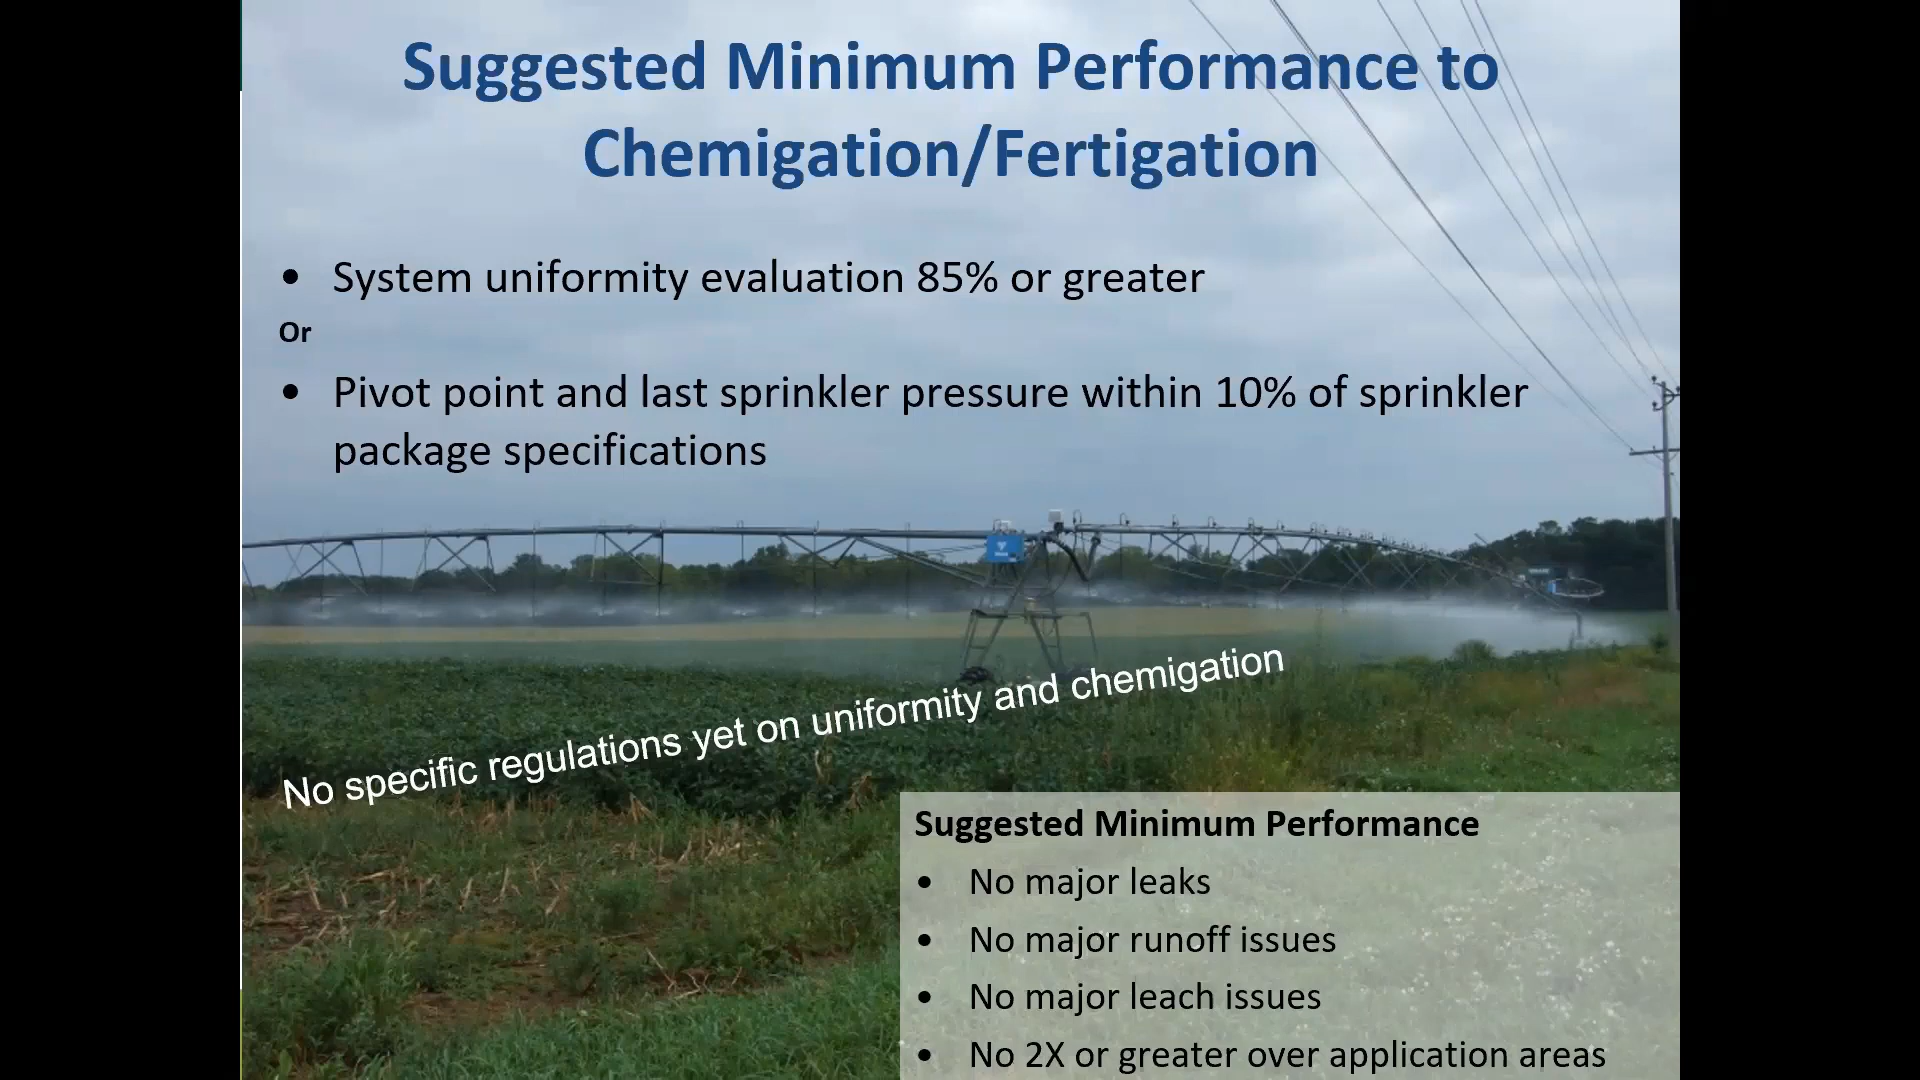 Suggested Minimum Performance to
Chemigation/Fertigation
• System uniformity evaluation 85% or greater
Or
• Pivot point and last sprinkler pressure within 10% of sprinkler
package specifications
No specific regulations yet on uniformity and chemigation
Suggested Minimum Performance
• No major leaks
• No major runoff issues
• No major leach issues
• No 2X or greater over application areas